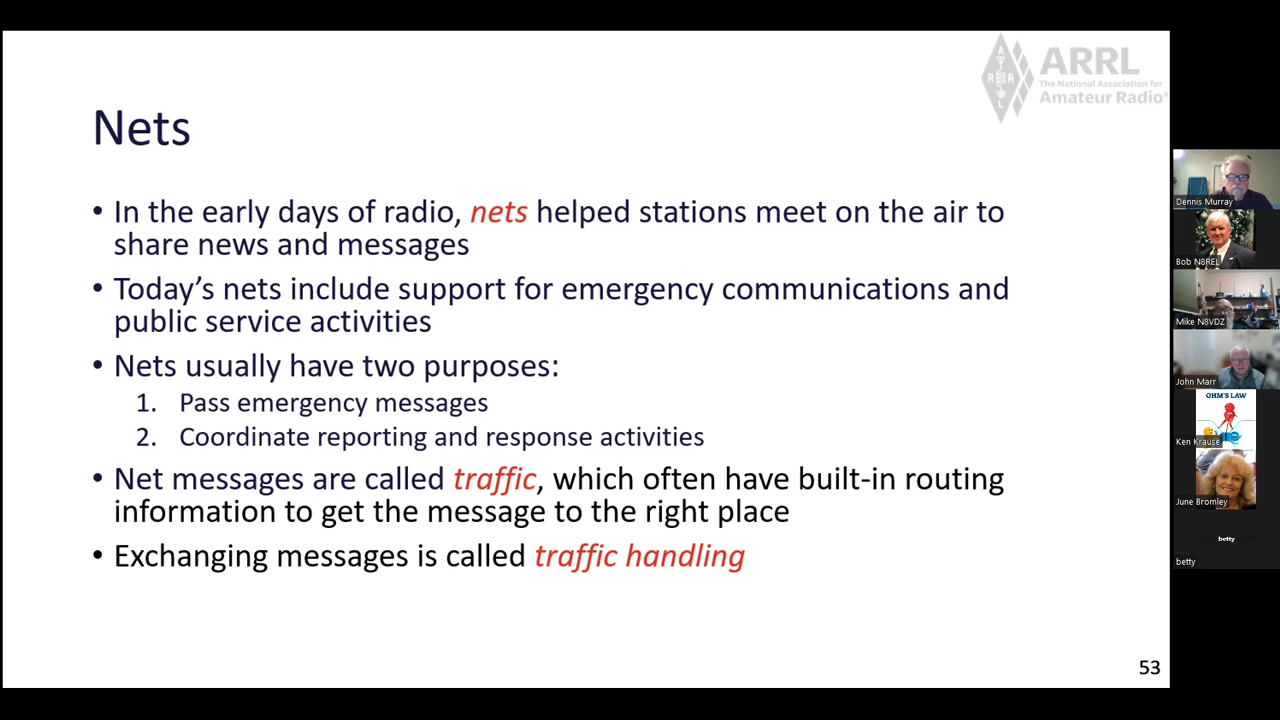 ARRL
The National Association for
Amateur Radio®
Nets
• In the early days of radio, nets helped stations meet on the air to
share news and messages
• Today’s nets include support for emergency communications and
public service activities
• Nets usually have two purposes:
1. Pass emergency messages
2. Coordinate reporting and response activities
• Net messages are called traffic, which often have built-in routing
information to get the message to the right place
• Exchanging messages is called traffic handling
53
Dennis Murray
Bob N8REL
Mike N8VDZ
John Marr
OHM'S LAW
Ken Krause
June Bromley
betty
betty